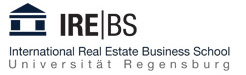 IRE|BS
International Real Estate Business School
Universität Regensburg